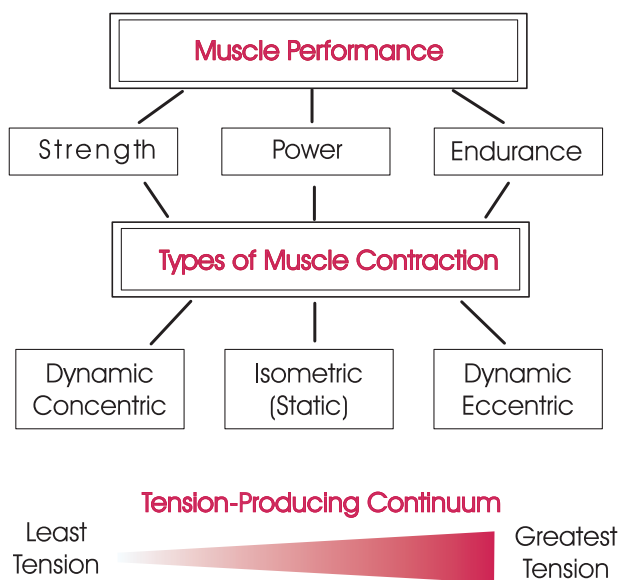 Muscle Performance
Strength
Power
Endurance
Types of Muscle Contraction
Dynamic
Concentric
Isometric
(Static)
Dynamic
Eccentric
Tension-Producing Continuum
Least
Tension
Greatest
Tension